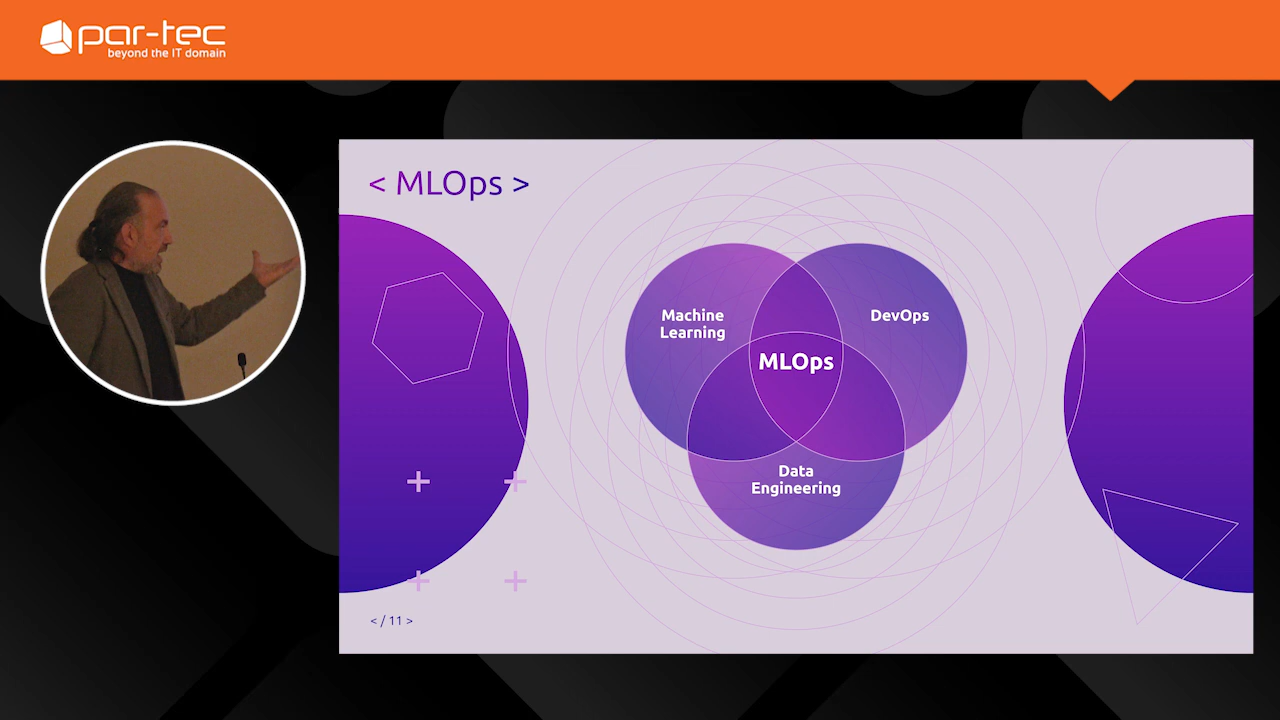 par-tec
beyond the IT domain
< MLOps >
Machine
Learning
DevOps
MLOps
Data
Engineering
< / 11 >